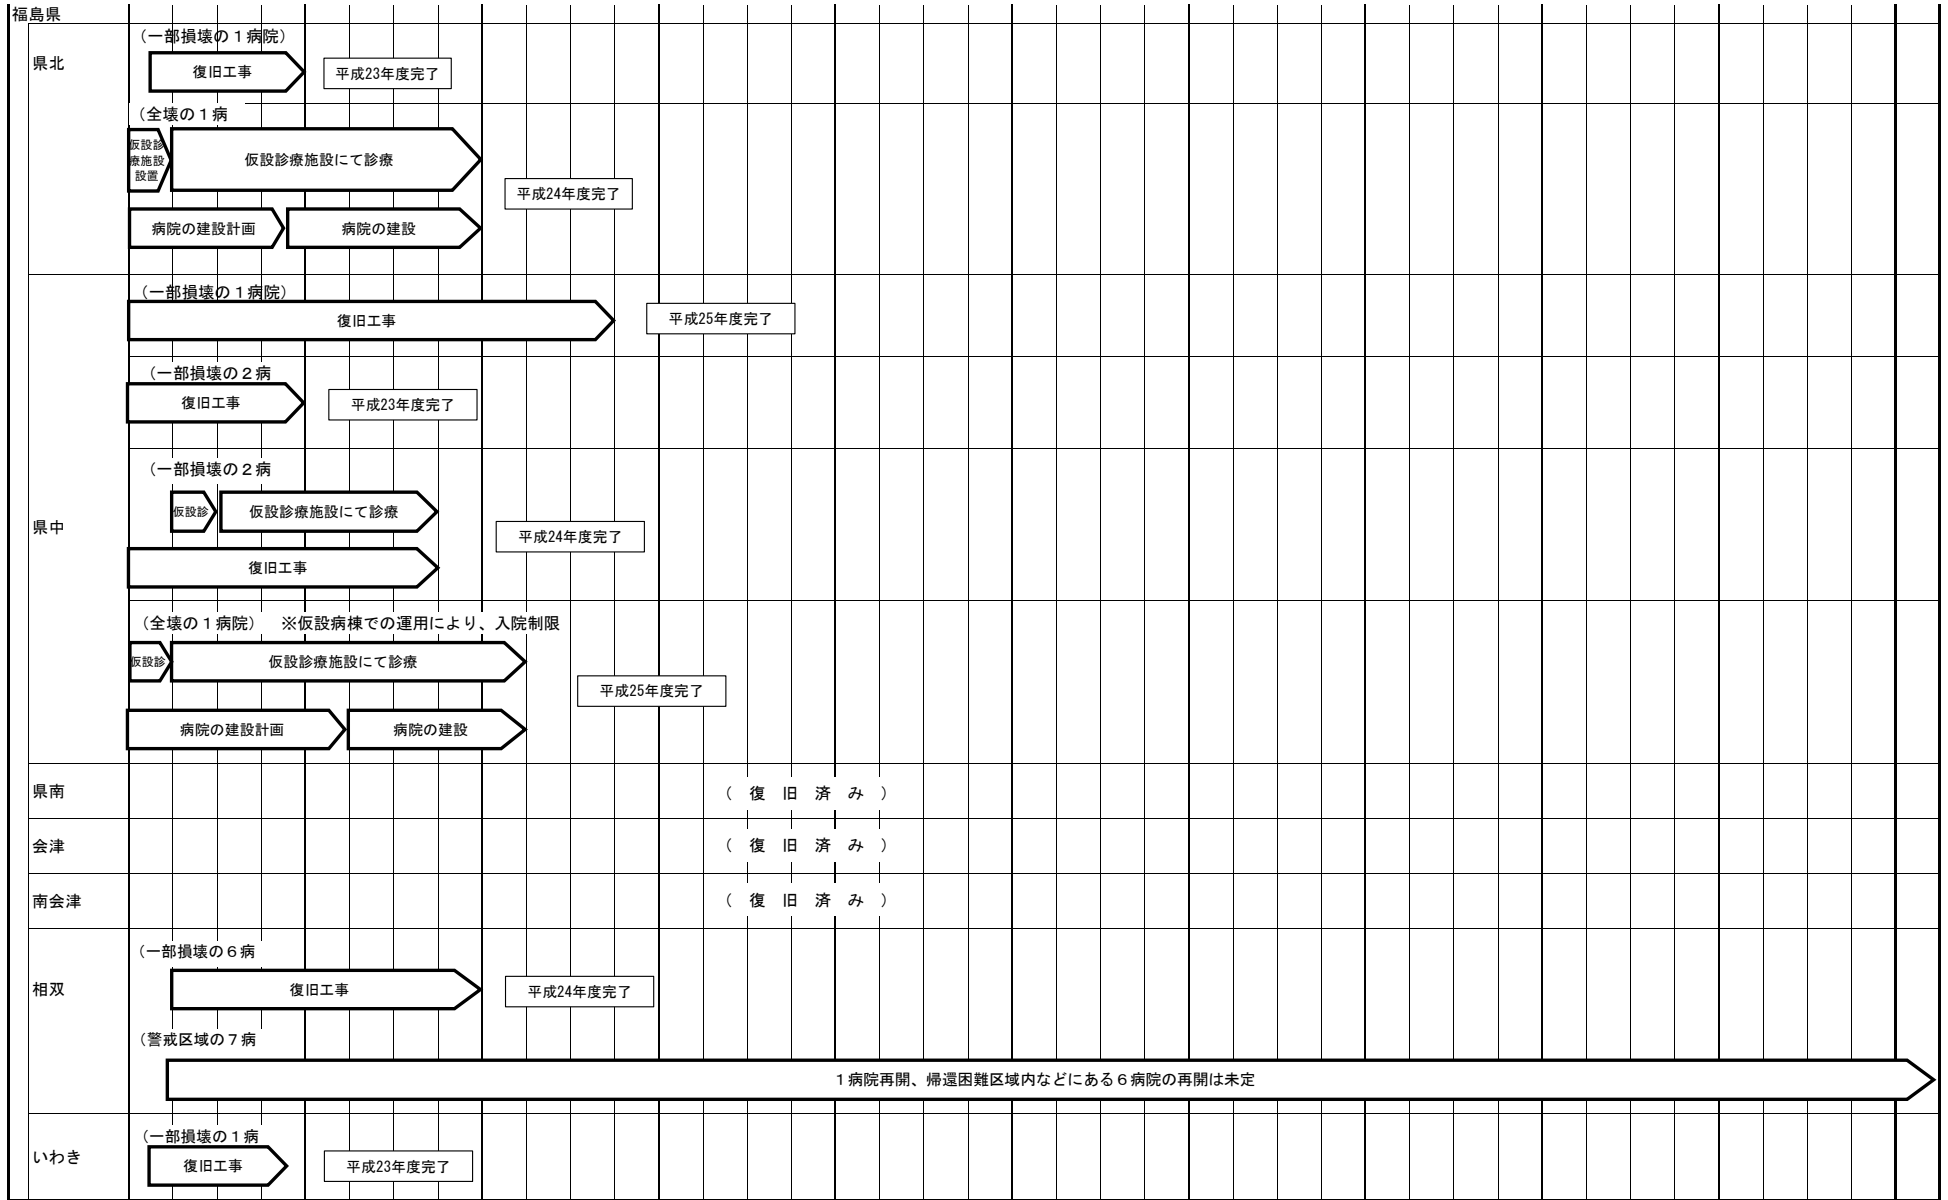 福島県
県北
（一部損壊の１病院）
復旧工事
平成23年度完了
（全壊の１病
仮設診
療施設
設置
仮設診療施設にて診療
平成24年度完了
病院の建設計画
病院の建設
県中
（一部損壊の１病院）
復旧工事
平成25年度完了
（一部損壊の２病
復旧工事
平成23年度完了
（一部損壊の２病
仮設診
仮設診療施設にて診療
平成24年度完了
復旧工事
（全壊の１病院）　※仮設病棟での運用により、入院制限
仮設診
仮設診療施設にて診療
平成25年度完了
病院の建設計画
病院の建設
県南
（　復　旧　済　み　）
会津
（　復　旧　済　み　）
南会津
（　復　旧　済　み　）
相双
（一部損壊の６病
復旧工事
平成24年度完了
（警戒区域の７病
１病院再開、帰還困難区域内などにある６病院の再開は未定
いわき
（一部損壊の１病
復旧工事
平成23年度完了